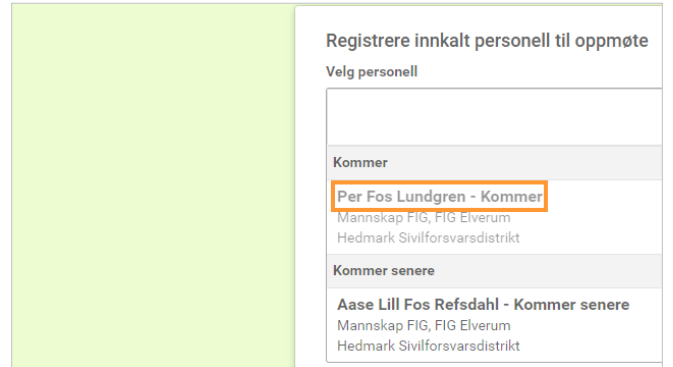 Registrere innkalt personell til oppmøte
Velg personell
Kommer
Per Fos Lundgren - Kommer
Mannskap FIG, FIG Elverum
Hedmark Sivilforsvarsdistrikt
Kommer senere
Aase Lill Fos Refsdahl - Kommer senere
Mannskap FIG, FIG Elverum
Hedmark Sivilforsvarsdistrikt